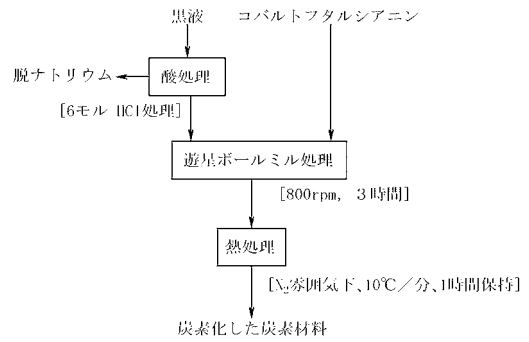 黒液
コバルトフタルシアニン
脱ナトリウム
酸処理
[6モル HCl処理]
遊星ボールミル処理
[800rpm, 3時間]
熱処理
[N₂雰囲気下、10℃/分、1時間保持]
炭素化した炭素材料